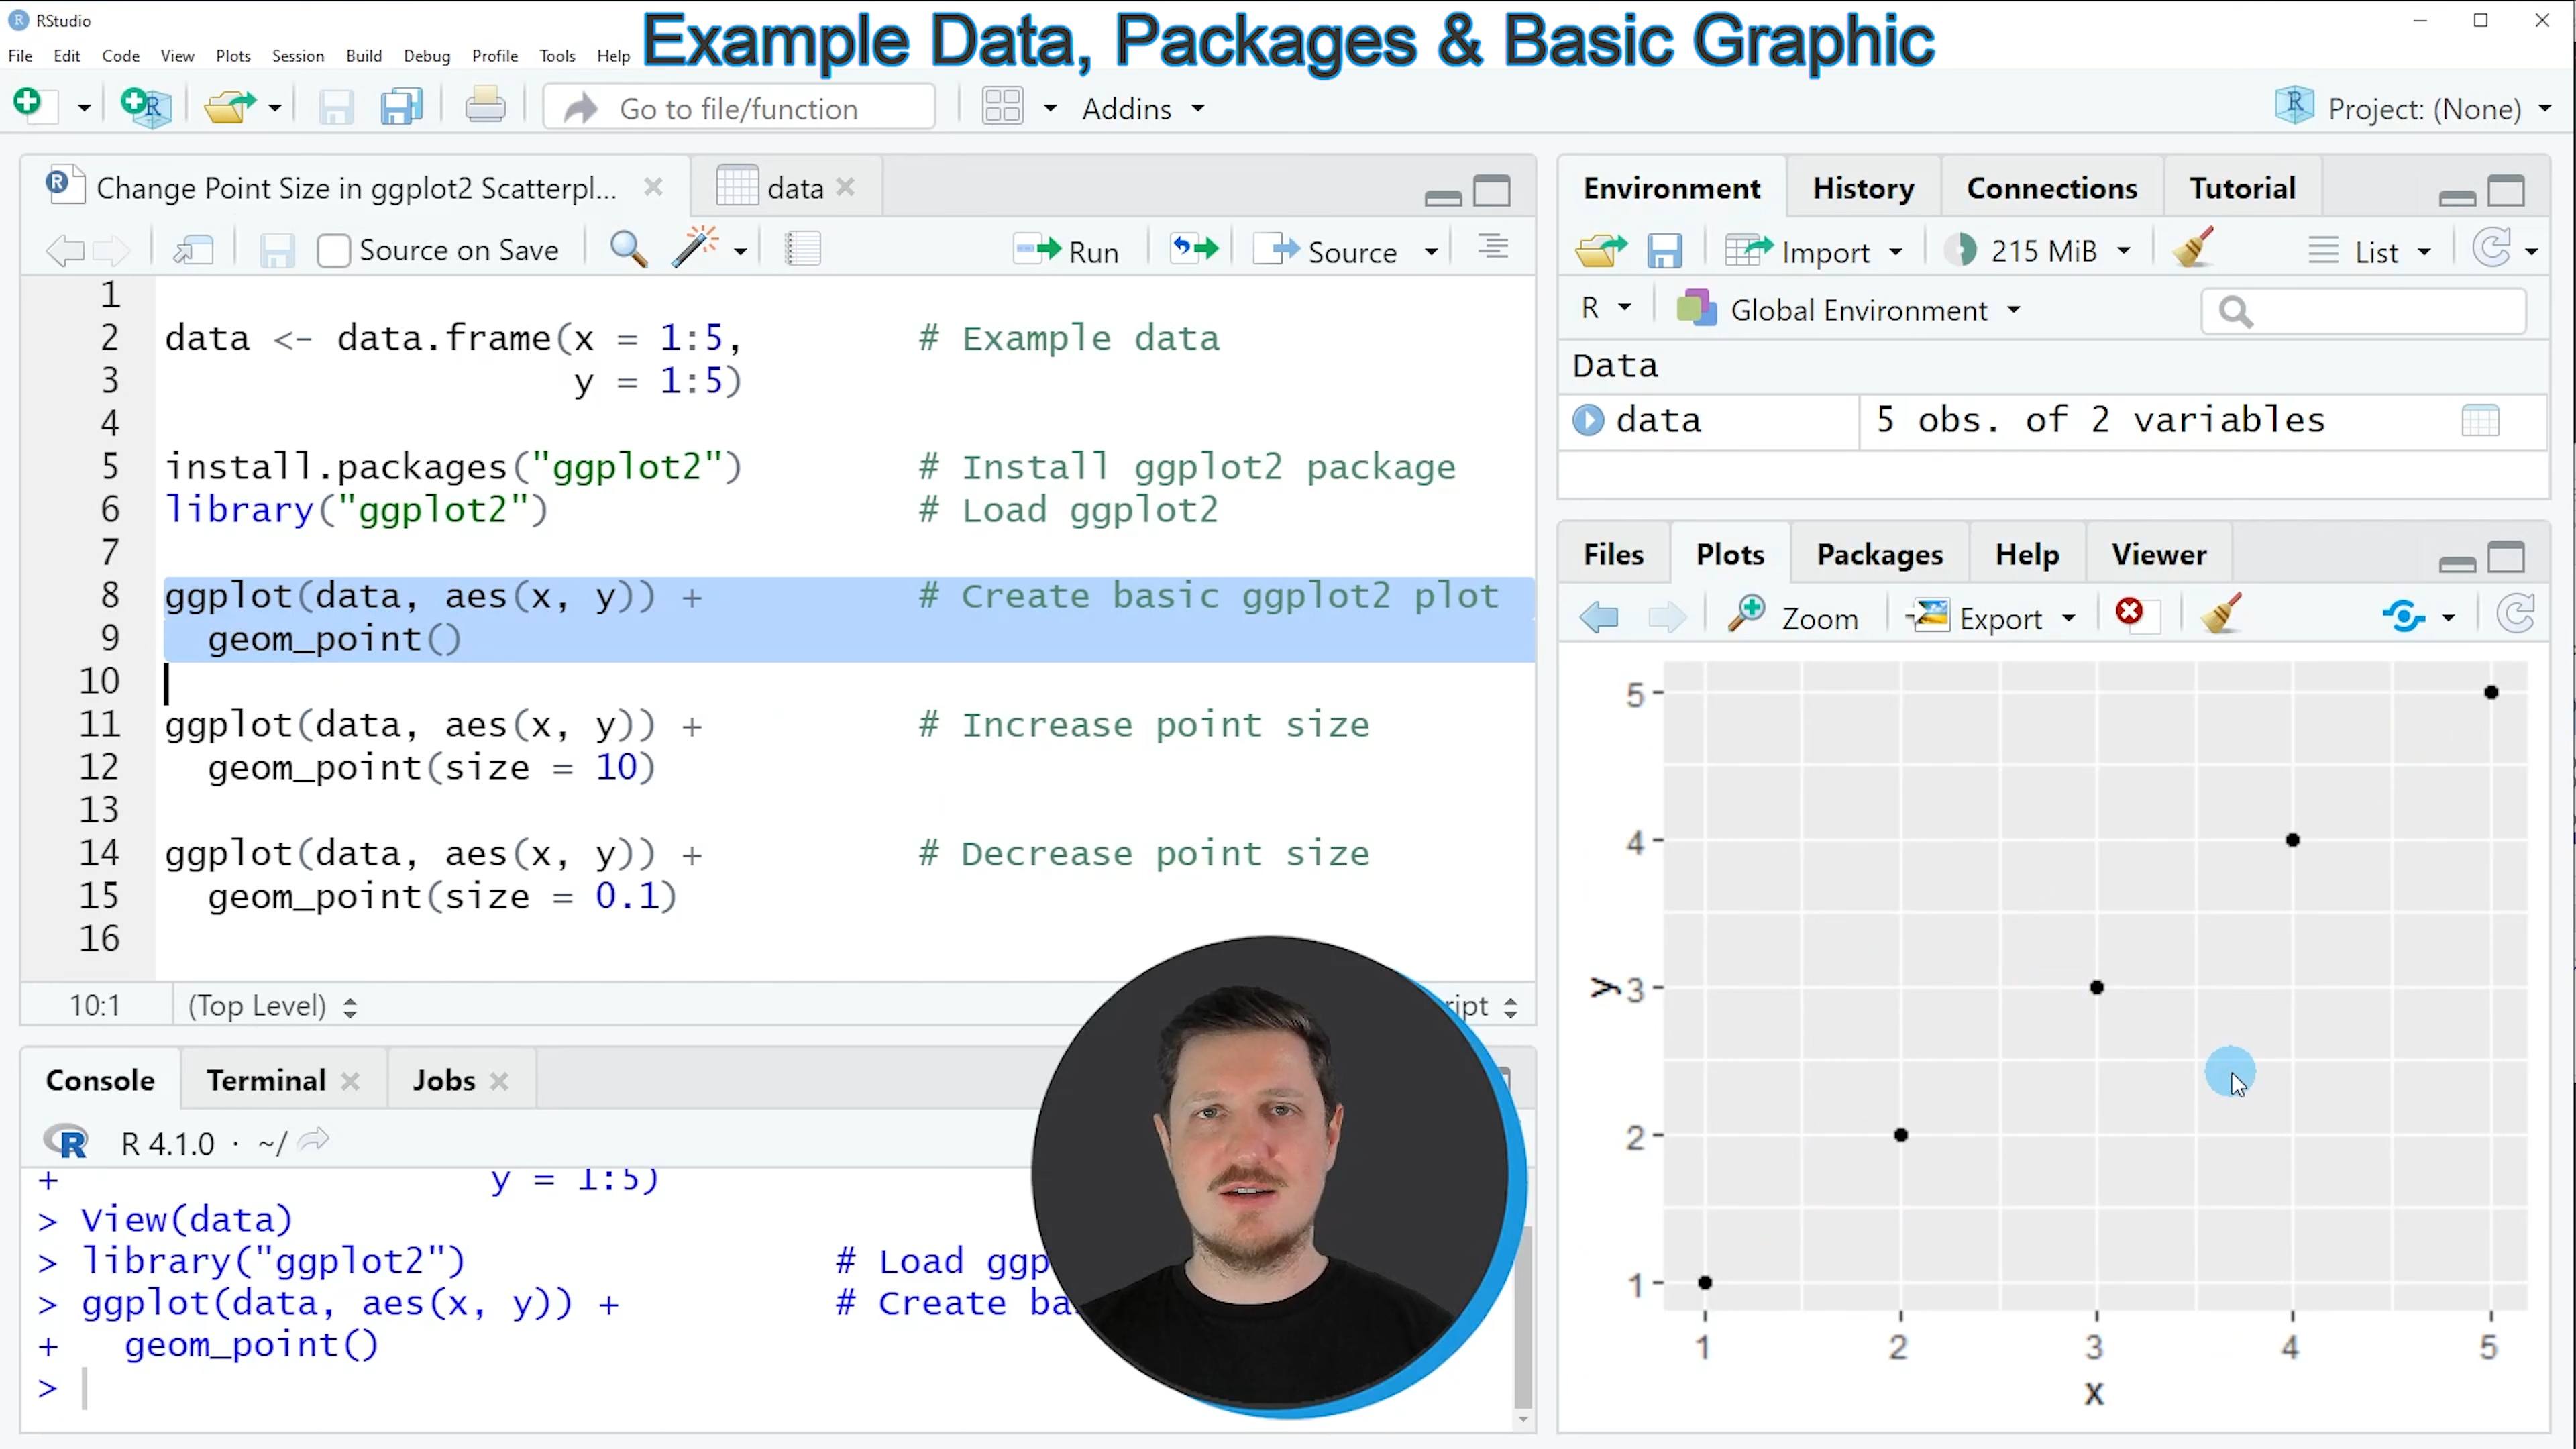 RStudio
Example Data, Packages & Basic Graphic
File Edit Code View Plots Session Build Debug Profile Tools Help
Go to file/function
Addins
Project: (None)
Change Point Size in ggplot2 Scatterpl...
data
Source on Save
Run
Source
1
2 data <- data.frame(x = 1:5, # Example data
3 y = 1:5)
4
5 install.packages("ggplot2") # Install ggplot2 package
6 library("ggplot2") # Load ggplot2
7
8 ggplot(data, aes(x, y)) + # Create basic ggplot2 plot
9 geom_point()
10
11 ggplot(data, aes(x, y)) + # Increase point size
12 geom_point(size = 10)
13
14 ggplot(data, aes(x, y)) + # Decrease point size
15 geom_point(size = 0.1)
16
10:1 (Top Level) ript
Console Terminal Jobs
R 4.1.0 · ~/
+ y = 1:5)
> View(data)
> library("ggplot2") # Load ggp
> ggplot(data, aes(x, y)) + # Create ba
+ geom_point()
>
Environment History Connections Tutorial
Import 215 MiB List
R Global Environment
Data
data 5 obs. of 2 variables
Files Plots Packages Help Viewer
Zoom Export
5
4
y 3
2
1
1 2 3 4 5
x